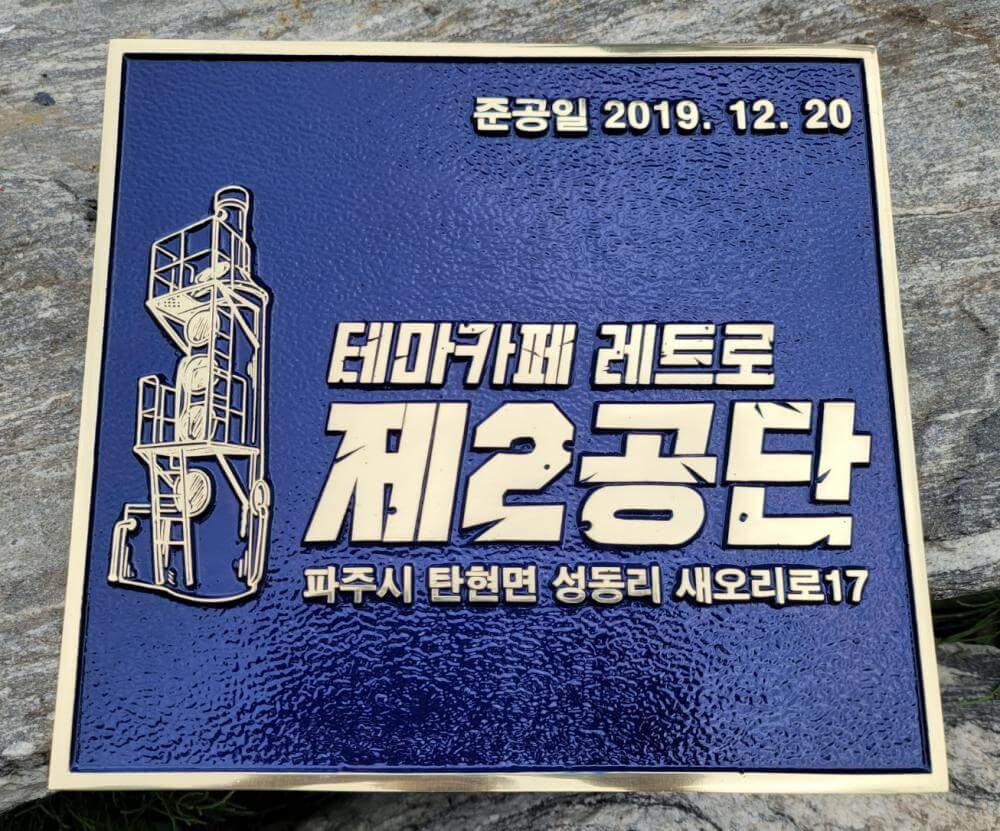 준공일 2019. 12. 20
테마카페 레트로
제2공단
파주시 탄현면 성동리 새오리로17